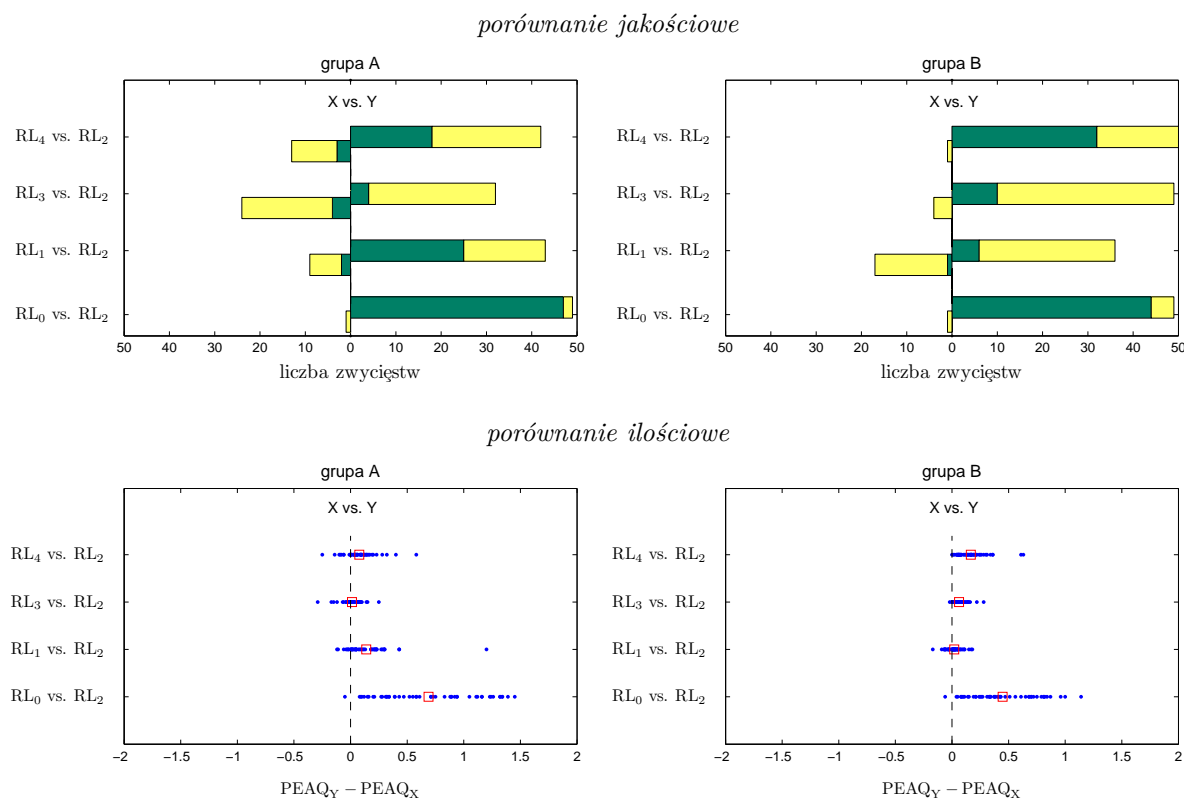 porównanie jakościowe
grupa A
X vs. Y
RL4 vs. RL2
RL3 vs. RL2
RL1 vs. RL2
RL0 vs. RL2
50 40 30 20 10 0 10 20 30 40 50
liczba zwycięstw
grupa B
X vs. Y
RL4 vs. RL2
RL3 vs. RL2
RL1 vs. RL2
RL0 vs. RL2
50 40 30 20 10 0 10 20 30 40 50
liczba zwycięstw
porównanie ilościowe
grupa A
X vs. Y
RL4 vs. RL2
RL3 vs. RL2
RL1 vs. RL2
RL0 vs. RL2
−2 −1.5 −1 −0.5 0 0.5 1 1.5 2
PEAQY − PEAQX
grupa B
X vs. Y
RL4 vs. RL2
RL3 vs. RL2
RL1 vs. RL2
RL0 vs. RL2
−2 −1.5 −1 −0.5 0 0.5 1 1.5 2
PEAQY − PEAQX